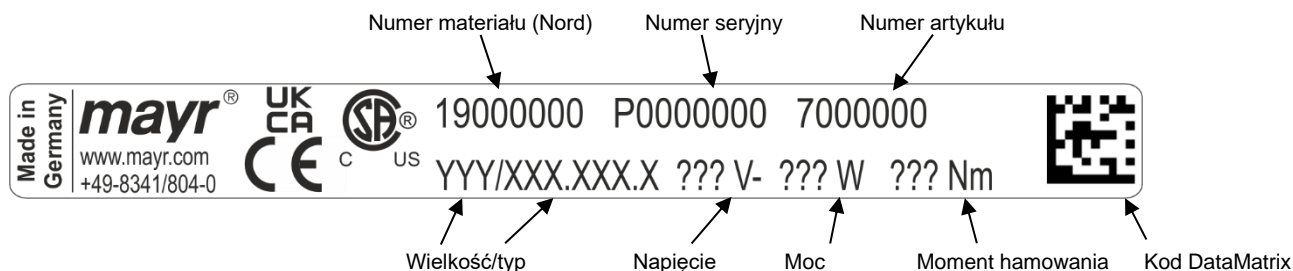 Numer materiału (Nord) Numer seryjny Numer artykułu
Made in Germany
mayr®
www.mayr.com
+49-8341/804-0
UK CA
CE
CSA® C US
19000000 P0000000 7000000
YYY/XXX.XXX.X ??? V- ??? W ??? Nm
Wielkość/typ Napięcie Moc Moment hamowania Kod DataMatrix